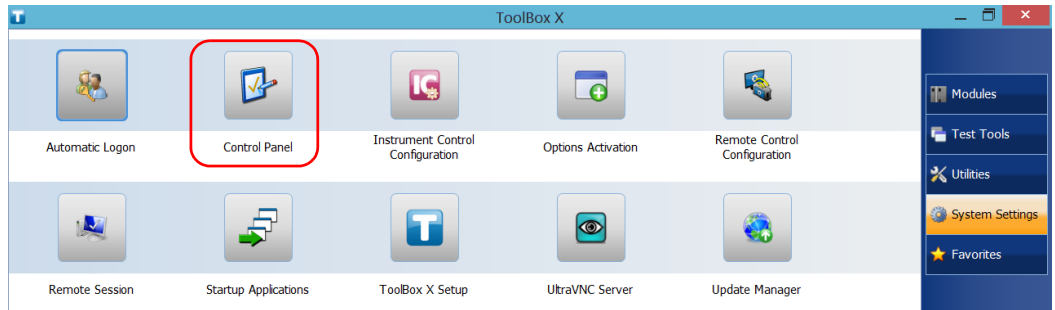 ToolBox X
Automatic Logon
Control Panel
Instrument Control
Configuration
Options Activation
Remote Control
Configuration
Remote Session
Startup Applications
ToolBox X Setup
UltraVNC Server
Update Manager
Modules
Test Tools
Utilities
System Settings
Favorites